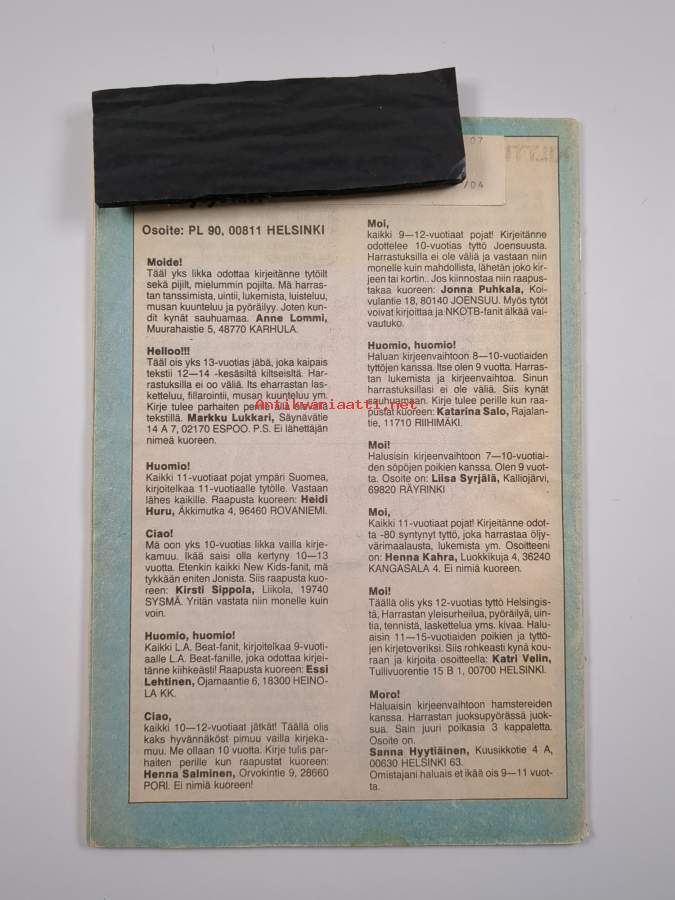 07
/04
Osoite: PL 90, 00811 HELSINKI
Moide!
Tääl yks likka odottaa kirjeitänne tytöilt
sekä pijilt, mielummin pojilta. Mä harras-
tan tanssimista, uintii, lukemista, luisteluu,
musan kuunteluu ja pyöräilyy. Joten kun-
dit kynät sauhuamaa. Anne Lommi,
Muurahaistie 5, 48770 KARHULA.
Helloo!!!
Tääl ois yks 13-vuotias jäbä, joka kaipais
tekstii 12—14 -kesäsiltä kiltseisltä. Har-
rastuksilla ei oo väliä. Its eharrastan las-
ketteluu, fillarointii, musan kuunteluu ym.
Kirje tulee parhaiten perille
tekstillä. Markku Lukkari, Säynävätie
14 A 7, 02170 ESPOO. P.S. Ei lähettäjän
nimeä kuoreen.
Huomio!
Kaikki 11-vuotiaat pojat ympäri Suomea,
kirjoitelkaa 11-vuotiaalle tytölle. Vastaan
lähes kaikille. Raapusta kuoreen: Heidi
Huru, Äkkimutka 4, 96460 ROVANIEMI.
Ciao!
Mä oon yks 10-vuotias likka vailla kirje-
kamuu. Ikää saisi olla kertyny 10—13
vuotta. Etenkin kaikki New Kids-fanit, mä
tykkään eniten Jonista. Siis raapusta kuo-
reen: Kirsti Sippola, Liikola, 19740
SYSMÄ. Yritän vastata niin monelle kuin
voin.
Huomio, huomio!
Kaikki L.A. Beat-fanit, kirjoitelkaa 9-vuoti-
aalle L.A. Beat-fanille, joka odottaa kirjei-
tänne kiihkeästi! Raapusta kuoreen: Essi
Lehtinen, Ojamaantie 6, 18300 HEINO-
LA KK.
Ciao,
kaikki 10—12-vuotiaat jätkät! Täällä olis
kaks hyvännäköst pimuu vailla kirjeka-
muu. Me ollaan 10 vuotta. Kirje tulis par-
haiten perille kun raapustat kuoreen:
Henna Salminen, Orvokintie 9, 28660
PORI. Ei nimiä kuoreen!
Moi,
kaikki 9—12-vuotiaat pojat! Kirjeitänne
odottelee 10-vuotias tyttö Joensuusta.
Harrastuksilla ei ole väliä ja vastaan niin
monelle kuin mahdollista, lähetän joko kir-
jeen tai kortin.. Jos kiinnostaa niin raapus-
takaa kuoreen: Jonna Puhkala, Koi-
vulantie 18, 80140 JOENSUU. Myös tytöt
voivat kirjoittaa ja NKOTB-fanit älkää vai-
vautuko.
Huomio, huomio!
Haluan kirjeenvaihtoon 8—10-vuotiaiden
tyttöjen kanssa. Itse olen 9 vuotta. Harras-
tan lukemista ja kirjeenvaihtoa. Sinun
harrastuksillasi ei ole väliä. Siis kynät
sauhuamaan. Kirje tulee perille kun raa-
pustat kuoreen: Katarina Salo, Rajalan-
tie, 11710 RIIHIMÄKI.
Moi!
Halusisin kirjeenvaihtoon 7—10-vuotiai-
den söpöjen poikien kanssa. Olen 9 vuot-
ta. Osoite on: Liisa Syrjälä, Kalliojärvi,
69820 RÄYRINKI
Moi,
Kaikki 11-vuotiaat pojat! Kirjeitänne odot-
ta -80 syntynyt tyttö, joka harrastaa öljy-
värimaalausta, lukemista ym. Osoitteeni
on: Henna Kahra, Luokkikuja 4, 36240
KANGASALA 4. Ei nimiä kuoreen.
Moi!
Täällä olis yks 12-vuotias tyttö Helsingis-
tä, Harrastan yleisurheilua, pyöräilyä, uin-
tia, tennistä, laskettelua yms. kivaa. Halu-
aisin 11—15-vuotiaiden poikien ja tyttö-
jen kirjetoveriksi. Siis rohkeasti kynä kou-
raan ja kirjoita osoitteella: Katri Velin,
Tullivuorentie 15 B 1, 00700 HELSINKI.
Moro!
Haluaisin kirjeenvaihtoon hamstereiden
kanssa. Harrastan juoksupyörässä juok-
sua. Sain juuri polkasia 3 kappaletta.
Osoite on.
Sanna Hyytiäinen, Kuusikkotie 4 A,
00630 HELSINKI 63.
Omistajani haluais et ikää ois 9—11 vuot-
ta.
Antikvariaatti.net